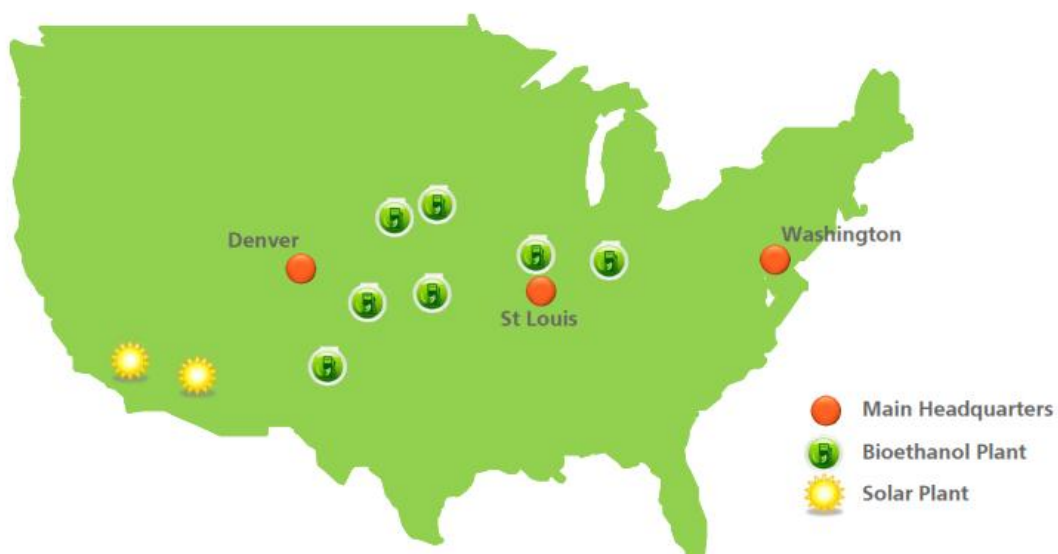 Denver
Washington
St Louis
Main Headquarters
Bioethanol Plant
Solar Plant